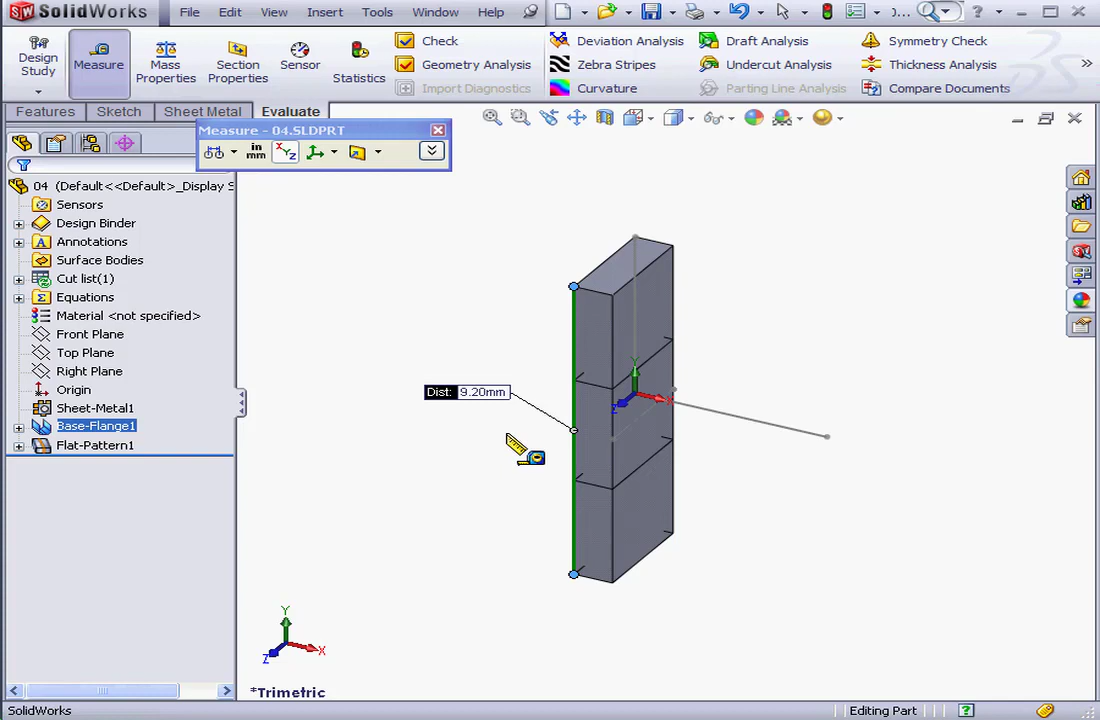 SolidWorks File Edit View Insert Tools Window Help )... ?
Design Study
Measure
Mass Properties
Section Properties
Sensor
Statistics
Check
Geometry Analysis
Import Diagnostics
Deviation Analysis
Zebra Stripes
Curvature
Draft Analysis
Undercut Analysis
Parting Line Analysis
Symmetry Check
Thickness Analysis
Compare Documents
Features Sketch Sheet Metal Evaluate
Measure - 04.SLDPRT
in
mm
XYZ
04 (Default<<Default>_Display S
Sensors
Design Binder
Annotations
Surface Bodies
Cut list(1)
Equations
Material <not specified>
Front Plane
Top Plane
Right Plane
Origin
Sheet-Metal1
Base-Flange1
Flat-Pattern1
Dist: 9.20mm
Y
X
Z
Y
X
Z
*Trimetric
SolidWorks Editing Part